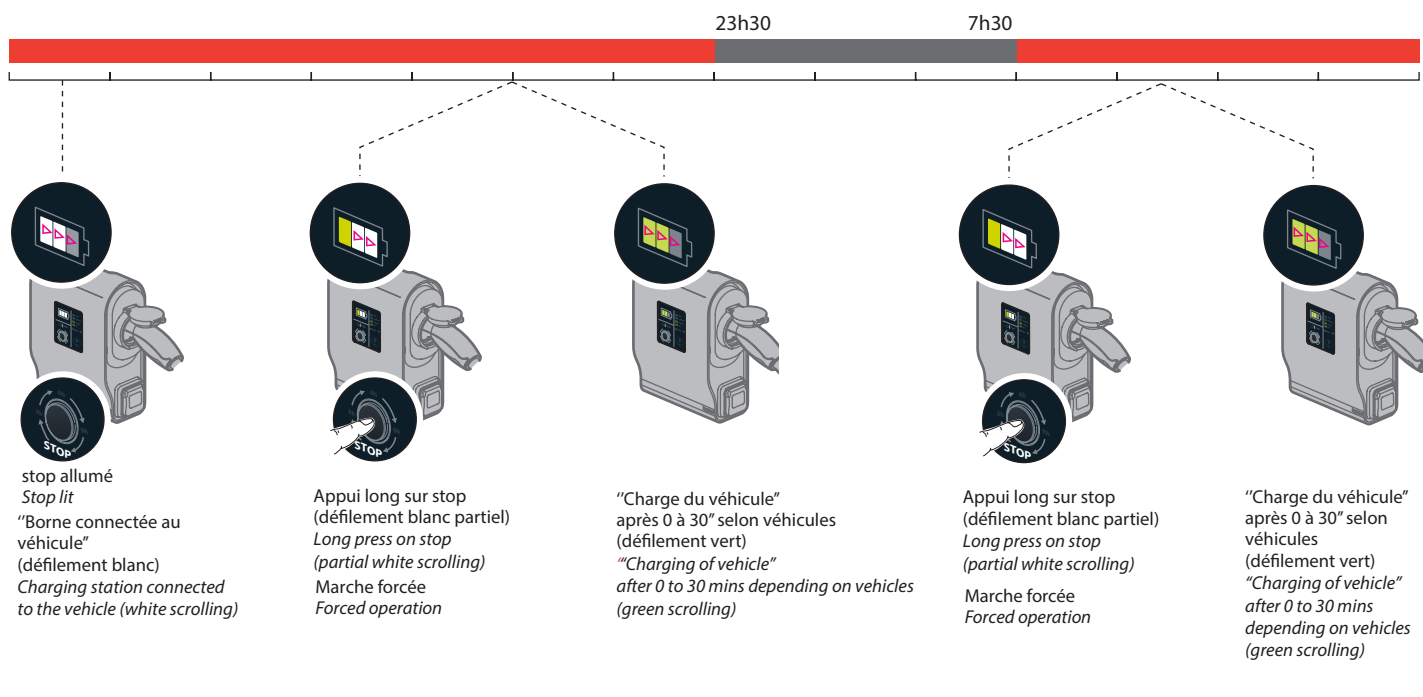 23h30
7h30
STOP
STOP
STOP
stop allumé
Stop lit
‘‘Borne connectée au
véhicule’’
(défilement blanc)
Charging station connected
to the vehicle (white scrolling)
Appui long sur stop
(défilement blanc partiel)
Long press on stop
(partial white scrolling)
Marche forcée
Forced operation
‘‘Charge du véhicule’’
après 0 à 30’’ selon véhicules
(défilement vert)
‘“Charging of vehicle”
after 0 to 30 mins depending on vehicles
(green scrolling)
Appui long sur stop
(défilement blanc partiel)
Long press on stop
(partial white scrolling)
Marche forcée
Forced operation
‘‘Charge du véhicule’’
après 0 à 30’’ selon
véhicules
(défilement vert)
“Charging of vehicle”
after 0 to 30 mins
depending on vehicles
(green scrolling)